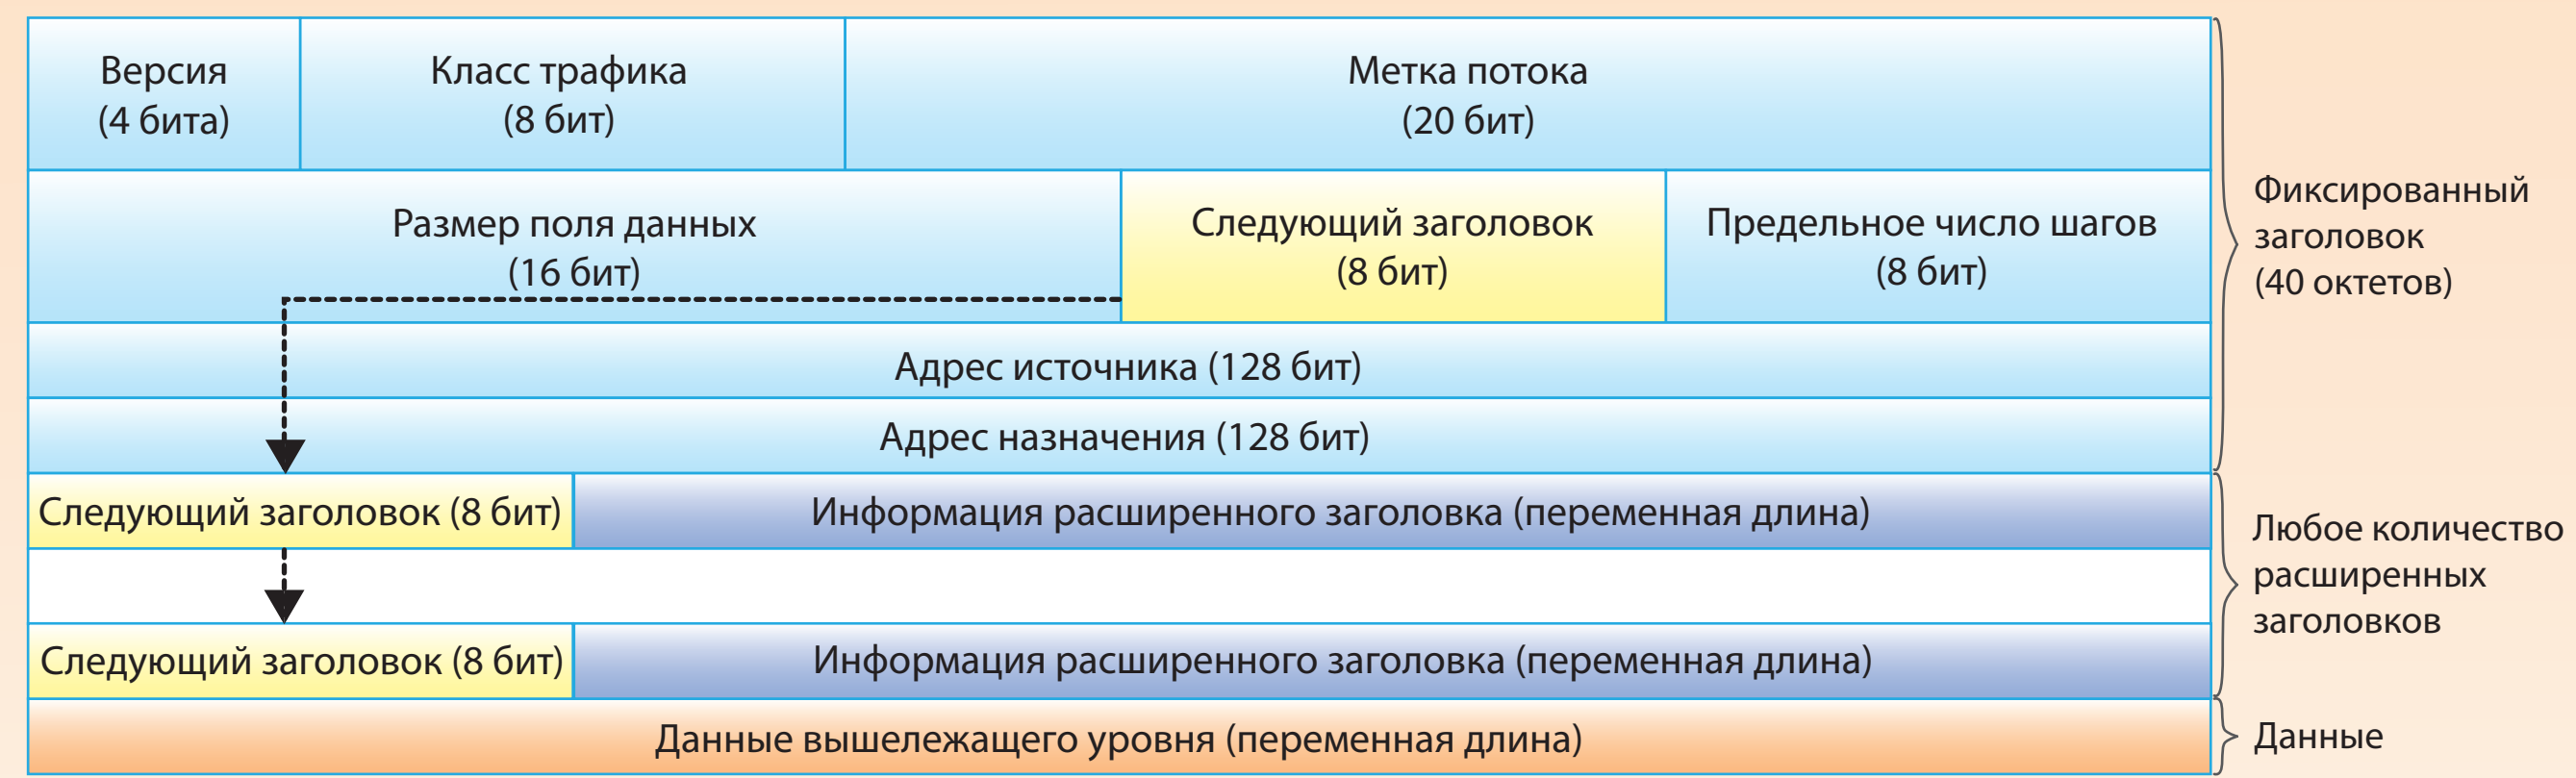 Версия
(4 бита)
Класс трафика
(8 бит)
Метка потока
(20 бит)
Размер поля данных
(16 бит)
Следующий заголовок
(8 бит)
Предельное число шагов
(8 бит)
Фиксированный
заголовок
(40 октетов)
Адрес источника (128 бит)
Адрес назначения (128 бит)
Следующий заголовок (8 бит)
Информация расширенного заголовка (переменная длина)
Любое количество
расширенных
заголовков
Следующий заголовок (8 бит)
Информация расширенного заголовка (переменная длина)
Данные вышележащего уровня (переменная длина)
Данные